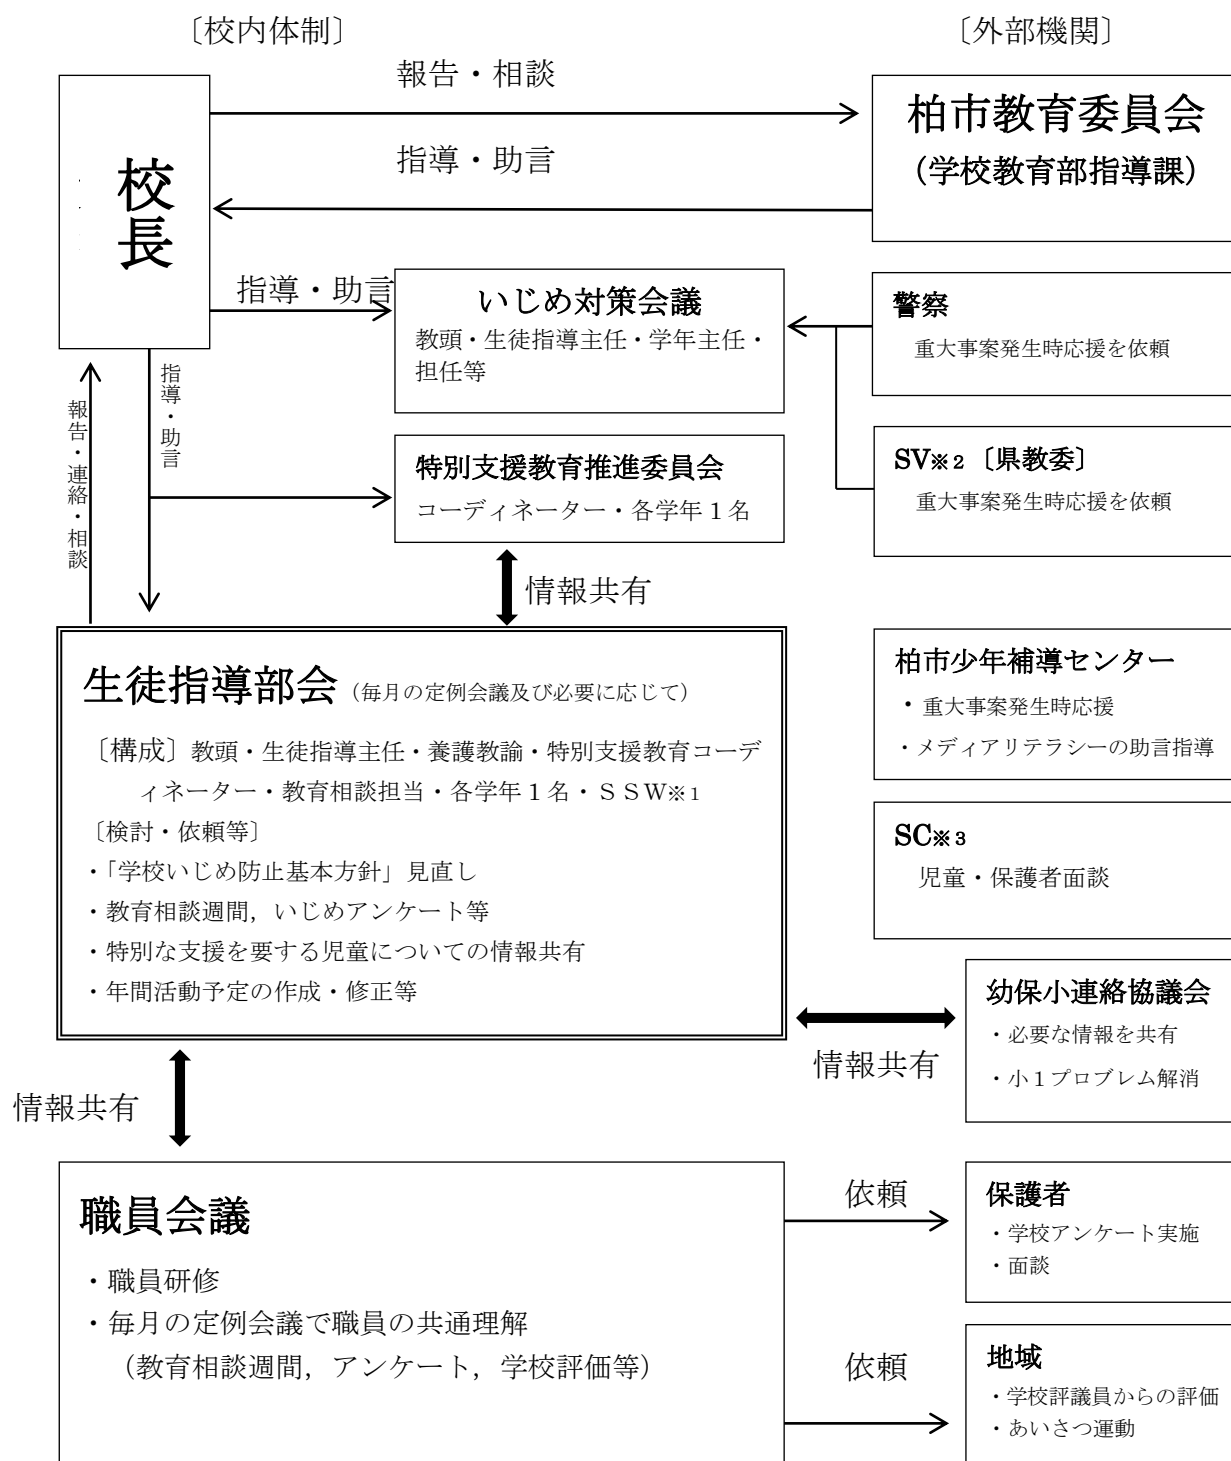 〔校内体制〕
〔外部機関〕
報告・相談
校長
柏市教育委員会
（学校教育部指導課）
指導・助言
指導・助言
いじめ対策会議
教頭・生徒指導主任・学年主任・
担任等
警察
重大事案発生時応援を依頼
指導・助言
報告・連絡・相談
特別支援教育推進委員会
コーディネーター・各学年１名
SV※2〔県教委〕
重大事案発生時応援を依頼
情報共有
生徒指導部会（毎月の定例会議及び必要に応じて）
〔構成〕教頭・生徒指導主任・養護教諭・特別支援教育コーデ
ィネーター・教育相談担当・各学年１名・ＳＳＷ※1
〔検討・依頼等〕
・「学校いじめ防止基本方針」見直し
・教育相談週間，いじめアンケート等
・特別な支援を要する児童についての情報共有
・年間活動予定の作成・修正等
柏市少年補導センター
・重大事案発生時応援
・メディアリテラシーの助言指導
SC※3
児童・保護者面談
幼保小連絡協議会
・必要な情報を共有
・小１プロブレム解消
情報共有
情報共有
職員会議
・職員研修
・毎月の定例会議で職員の共通理解
（教育相談週間，アンケート，学校評価等）
依頼
保護者
・学校アンケート実施
・面談
依頼
地域
・学校評議員からの評価
・あいさつ運動